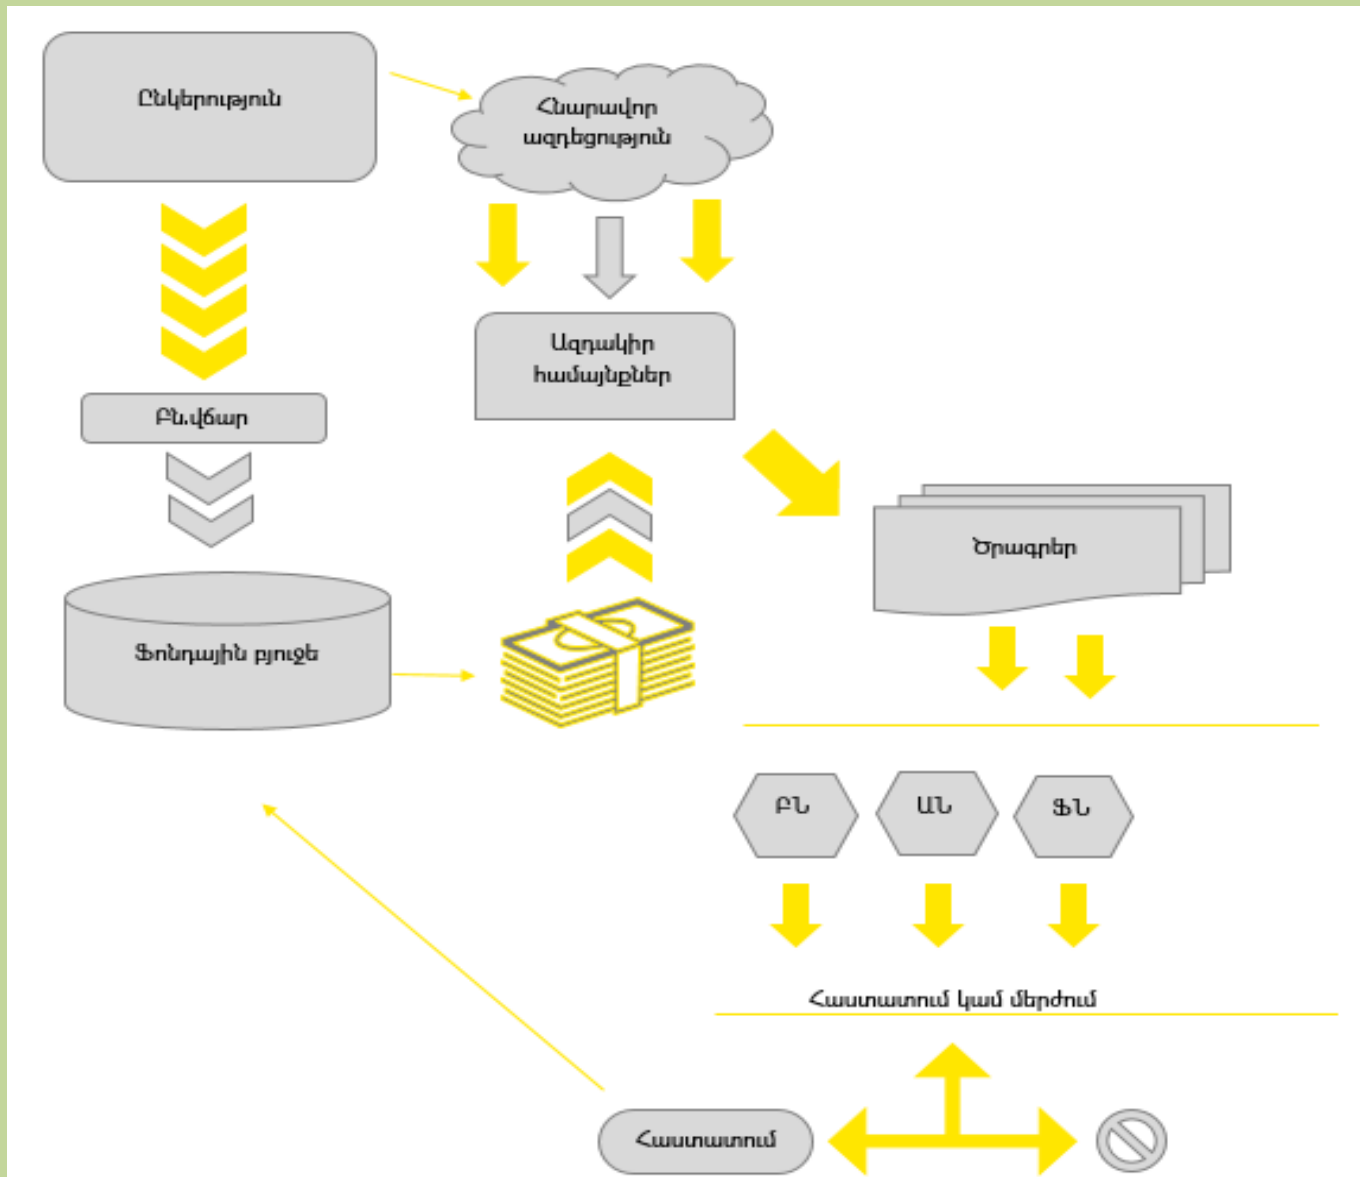 Ընկերություն
Հնարավոր
ազդեցություն
Ազդակիր
համայնքներ
Բն.վճար
Ծրագրեր
Ֆոնդային բյուջե
ԲՆ
ԱՆ
ՖՆ
Հաստատում կամ մերժում
Հաստատում